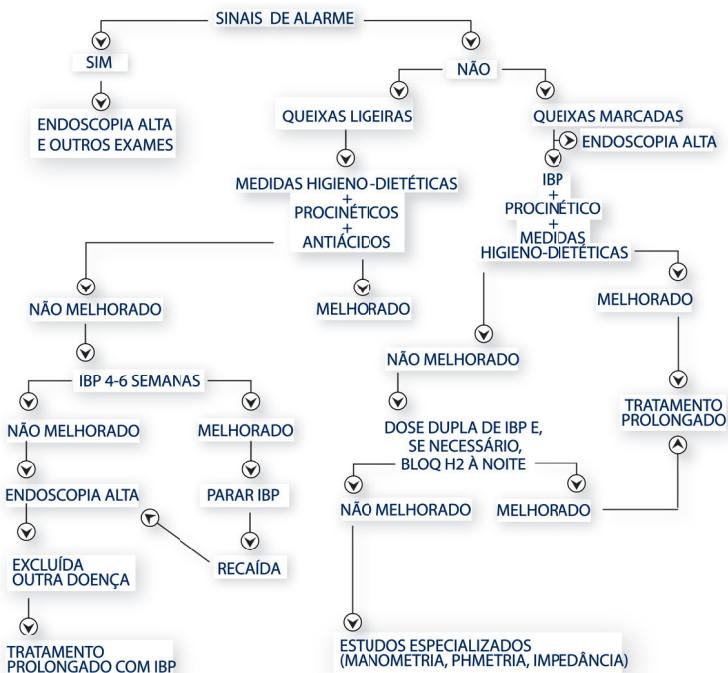 SINAIS DE ALARME
SIM
NÃO
ENDOSCOPIA ALTA
E OUTROS EXAMES
QUEIXAS LIGEIRAS
QUEIXAS MARCADAS
ENDOSCOPIA ALTA
MEDIDAS HIGIENO-DIETÉTICAS
+
PROCINÉTICOS
+
ANTIÁCIDOS
IBP
+
PROCINÉTICO
+
MEDIDAS
HIGIENO-DIETÉTICAS
NÃO MELHORADO
MELHORADO
NÃO MELHORADO
MELHORADO
IBP 4-6 SEMANAS
NÃO MELHORADO
MELHORADO
DOSE DUPLA DE IBP E,
SE NECESSÁRIO,
BLOQ H2 À NOITE
TRATAMENTO
PROLONGADO
ENDOSCOPIA ALTA
PARAR IBP
NÃO MELHORADO
MELHORADO
EXCLUÍDA
OUTRA DOENÇA
RECAÍDA
TRATAMENTO
PROLONGADO COM IBP
ESTUDOS ESPECIALIZADOS
(MANOMETRIA, PHMETRIA, IMPEDÂNCIA)